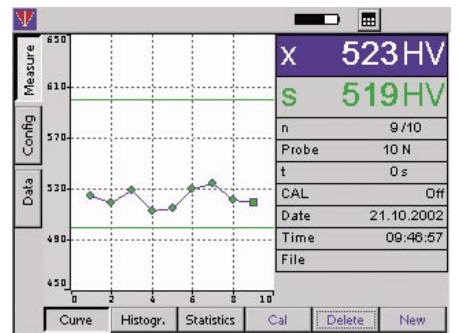 Measure
Config
Data
650
610
570
530
490
450
0 2 4 6 8 10
X 523HV
S 519HV
n 9/10
Probe 10 N
t 0s
CAL Off
Date 21.10.2002
Time 09:46:57
File
Curve Histogr. Statistics Cal Delete New